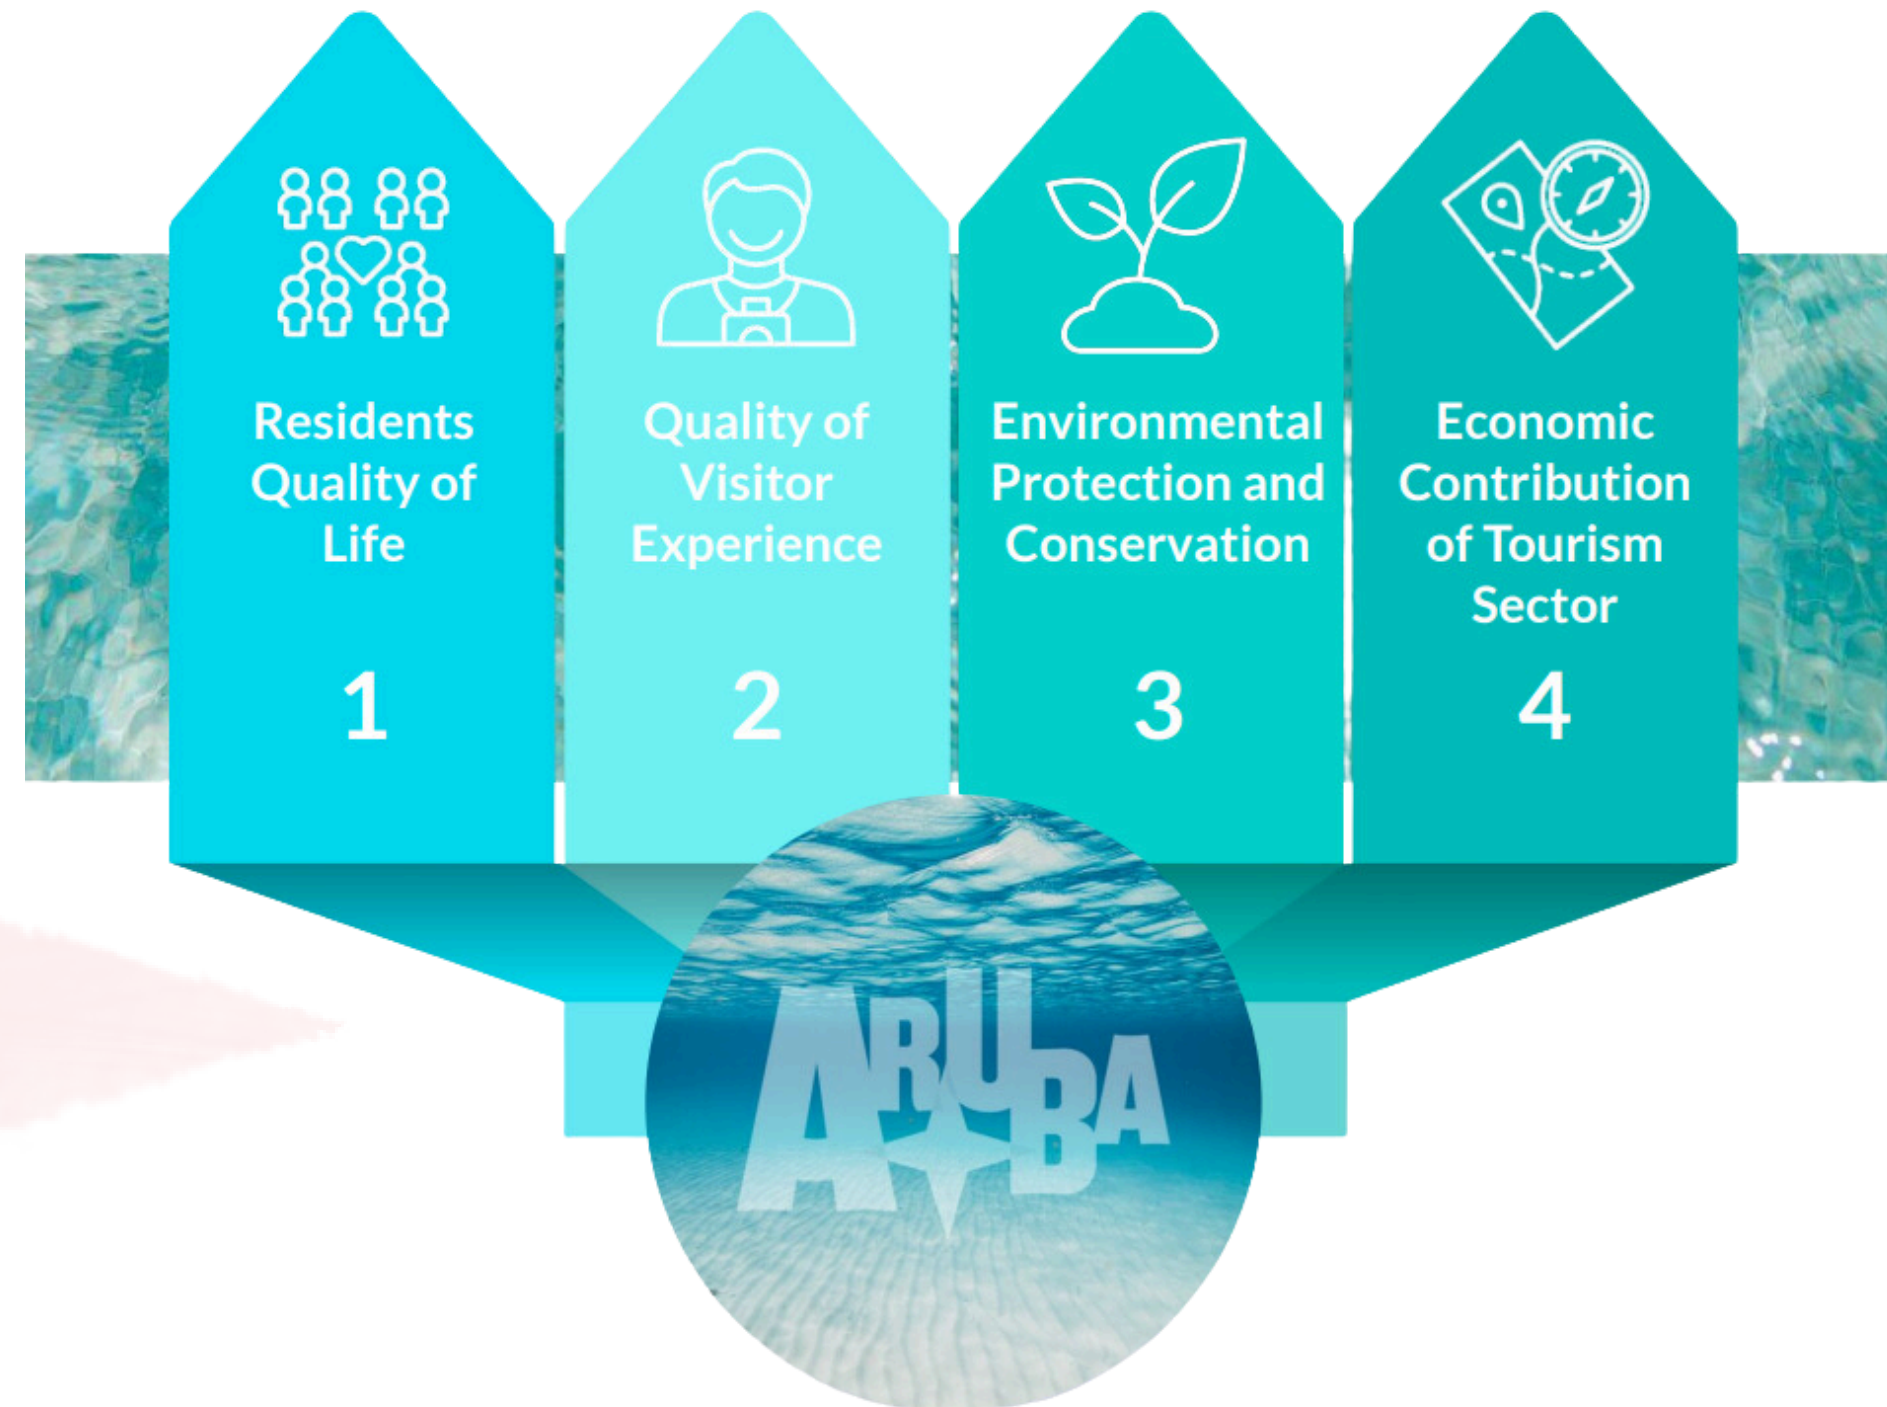 Residents
Quality of
Life
1
Quality of
Visitor
Experience
2
Environmental
Protection and
Conservation
3
Economic
Contribution
of Tourism
Sector
4
ARUBA